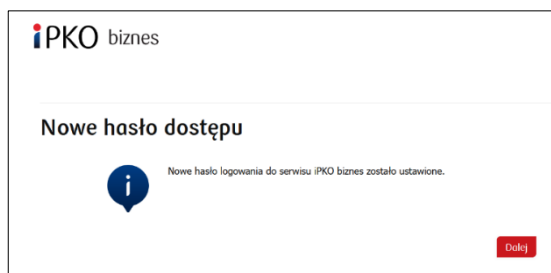 iPKO biznes
Nowe hasło dostępu
Nowe hasło logowania do serwisu iPKO biznes zostało ustawione.
Dalej